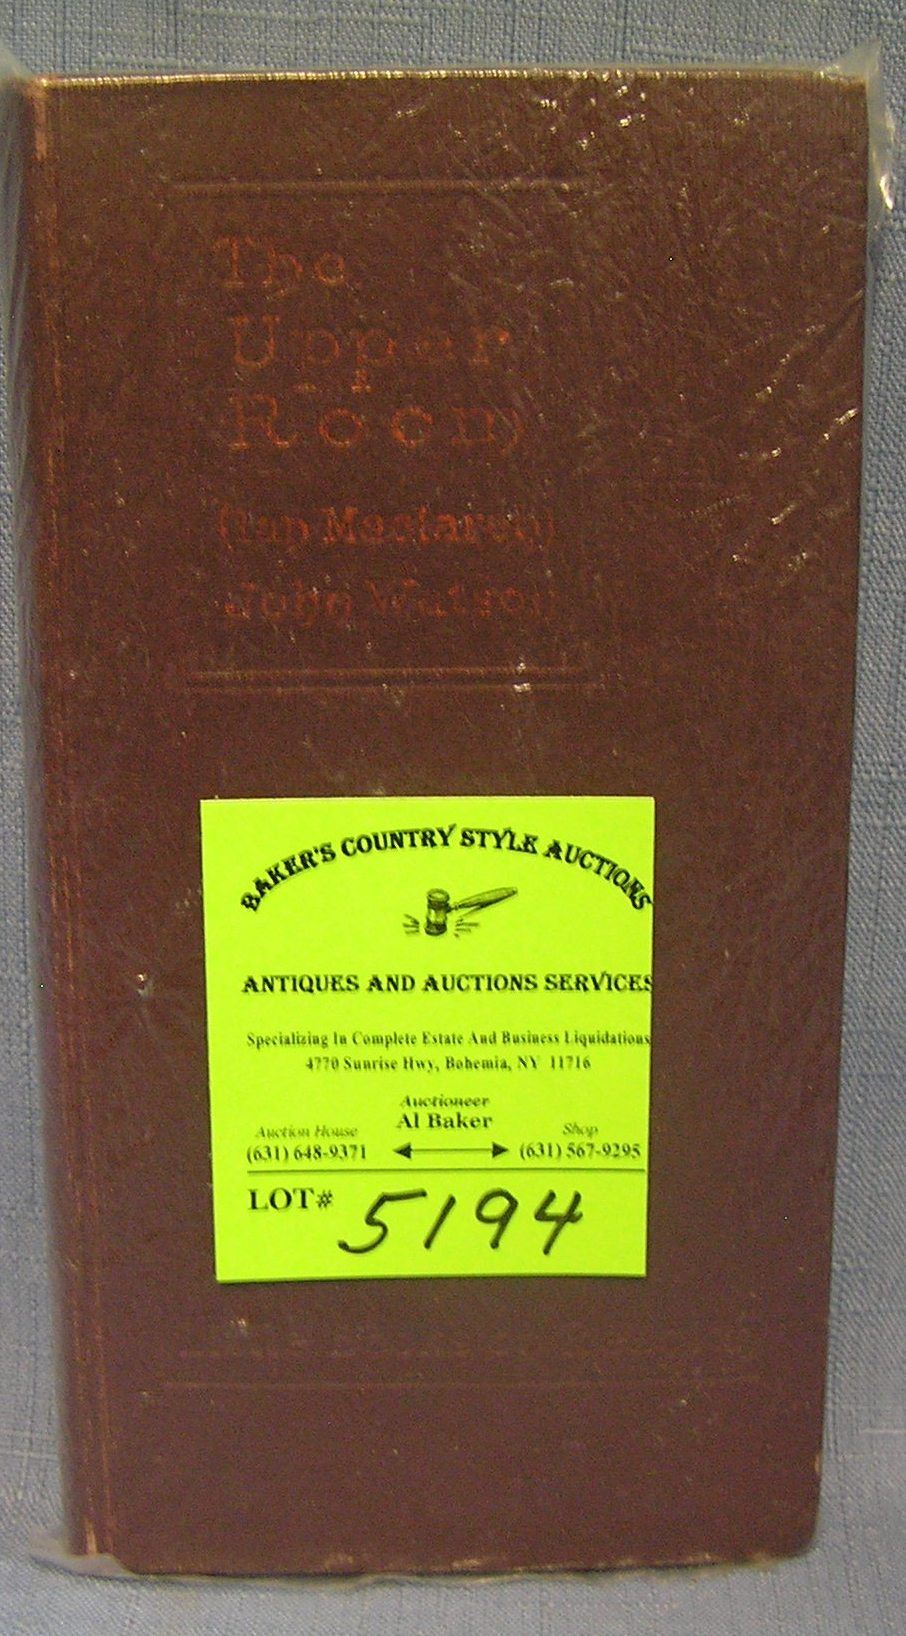 The
Upper
Room
(Ian Maclaren)
John Watson
BAKER'S COUNTRY STYLE AUCTIONS
ANTIQUES AND AUCTIONS SERVICES
Specializing In Complete Estate And Business Liquidations
4770 Sunrise Hwy, Bohemia, NY 11716
Auctioneer
Al Baker
Auction House Shop
(631) 648-9371 (631) 567-9295
LOT# 5194